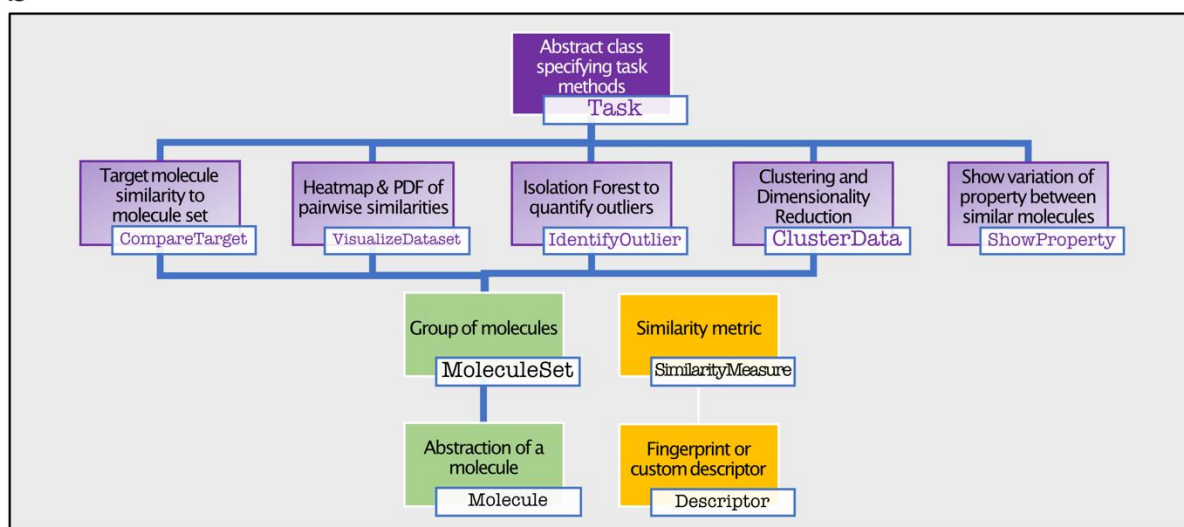 Abstract class
specifying task
methods
Task
Target molecule
similarity to
molecule set
CompareTarget
Heatmap & PDF of
pairwise similarities
VisualizeDataset
Isolation Forest to
quantify outliers
IdentifyOutlier
Clustering and
Dimensionality
Reduction
ClusterData
Show variation of
property between
similar molecules
ShowProperty
Group of molecules
MoleculeSet
Similarity metric
SimilarityMeasure
Abstraction of a
molecule
Molecule
Fingerprint or
custom descriptor
Descriptor